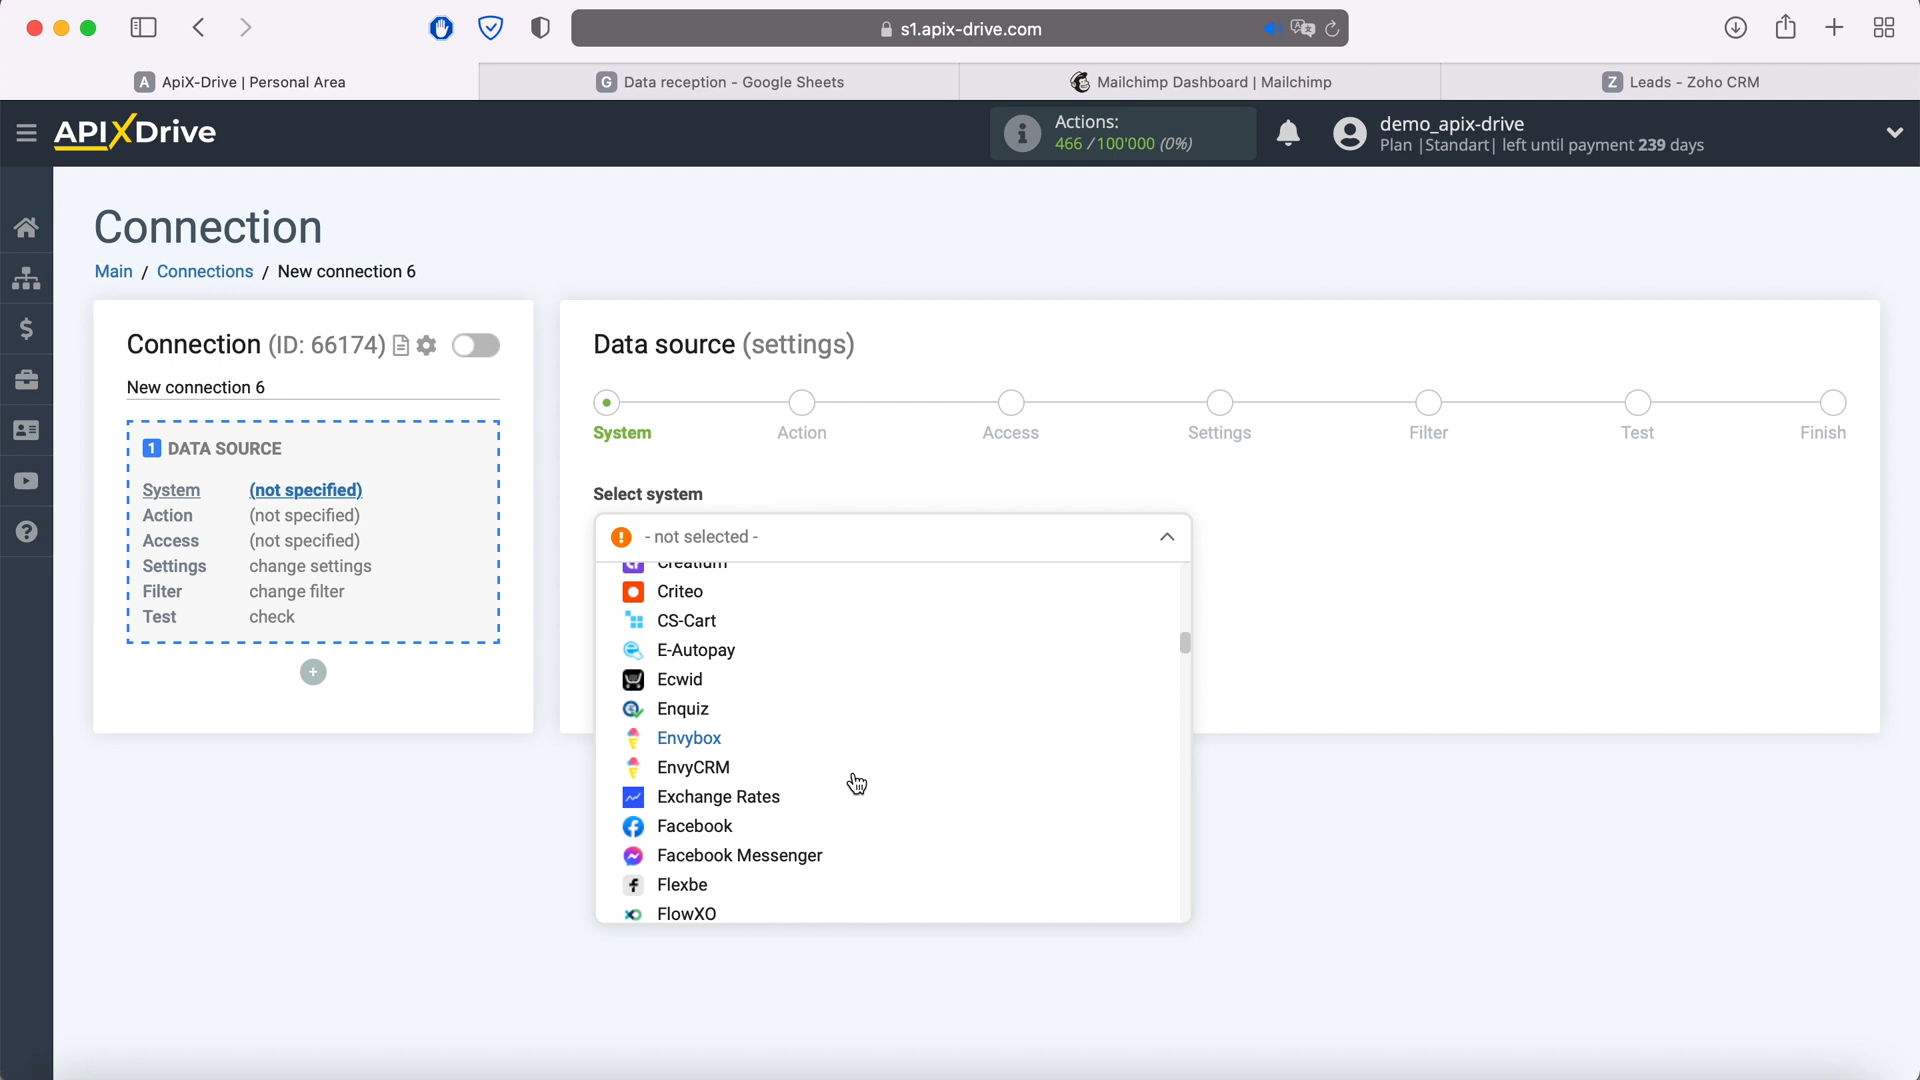 s1.apix-drive.com
A ApiX-Drive | Personal Area
G Data reception - Google Sheets
Mailchimp Dashboard | Mailchimp
Z Leads - Zoho CRM
APIXDrive
Actions:
466 / 100'000 (0%)
demo_apix-drive
Plan |Standart| left until payment 239 days
Connection
Main / Connections / New connection 6
Connection (ID: 66174)
New connection 6
1 DATA SOURCE
System (not specified)
Action (not specified)
Access (not specified)
Settings change settings
Filter change filter
Test check
Data source (settings)
System
Action
Access
Settings
Filter
Test
Finish
Select system
- not selected -
Creatium
Criteo
CS-Cart
E-Autopay
Ecwid
Enquiz
Envybox
EnvyCRM
Exchange Rates
Facebook
Facebook Messenger
Flexbe
FlowXO